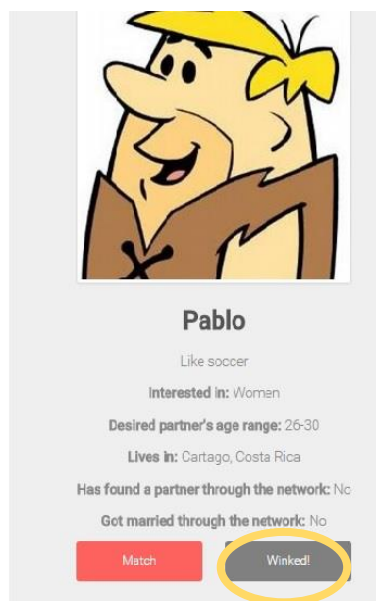 Pablo
Like soccer
Interested in: Women
Desired partner's age range: 26-30
Lives in: Cartago, Costa Rica
Has found a partner through the network: No
Got married through the network: No
Match Winked!